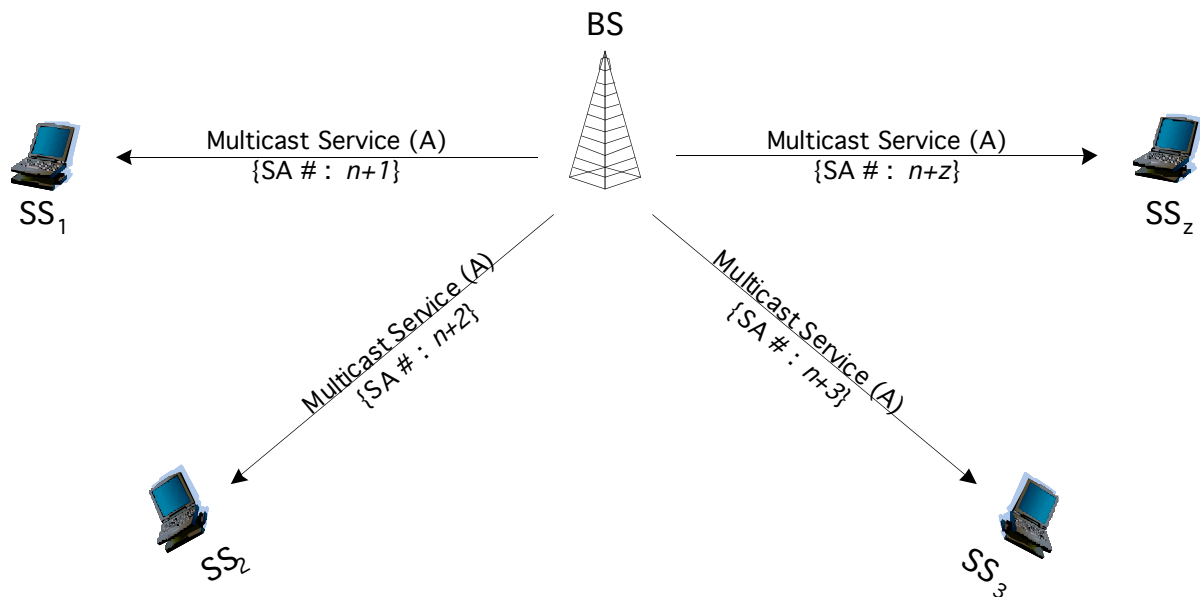 BS
Multicast Service (A)
{SA # : n+1}
Multicast Service (A)
{SA # : n+z}
SS1
SSz
Multicast Service (A)
{SA # : n+2}
Multicast Service (A)
{SA # : n+3}
SS2
SS3